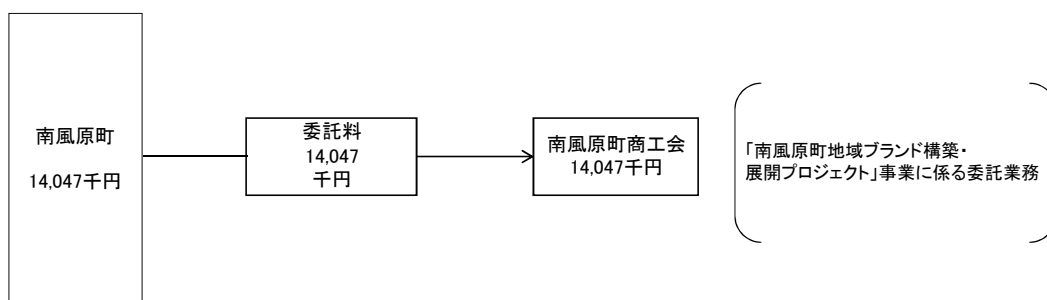 南風原町
14,047千円
委託料
14,047
千円
南風原町商工会
14,047千円
「南風原町地域ブランド構築・
展開プロジェクト」事業に係る委託業務